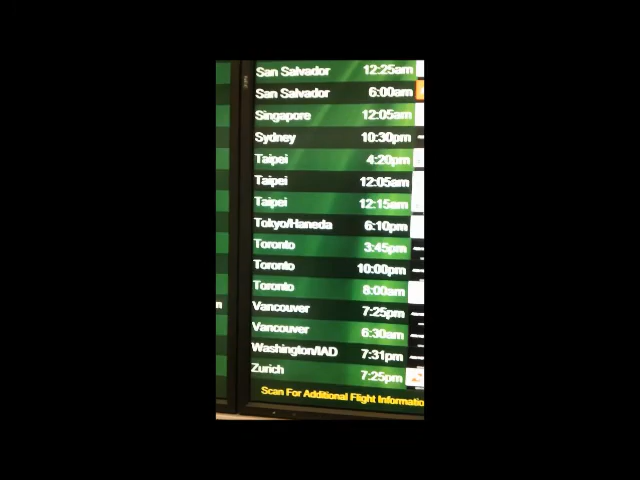 San Salvador 12:25am
San Salvador 6:00am
Singapore 12:05am
Sydney 10:30pm
Taipei 4:20pm
Taipei 12:05am
Taipei 12:15am
Tokyo/Haneda 6:10pm
Toronto 3:45pm
Toronto 10:00pm
Toronto 8:00am
Vancouver 7:25pm
Vancouver 6:30am
Washington/IAD 7:31pm
Zurich 7:25pm
Scan For Additional Flight Informatio